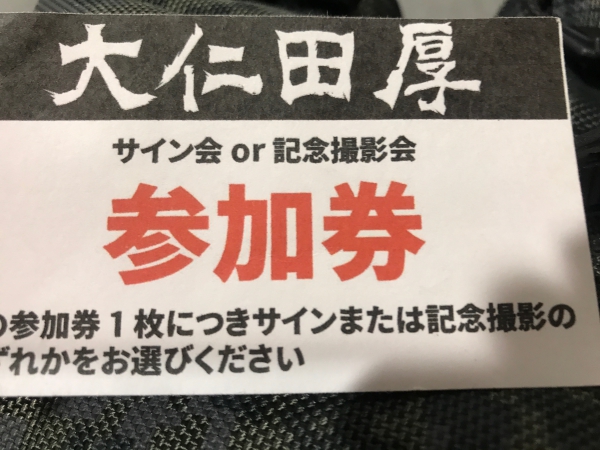 大仁田厚
サイン会 or 記念撮影会
参加券
の参加券1枚につきサインまたは記念撮影の
ずれかをお選びください